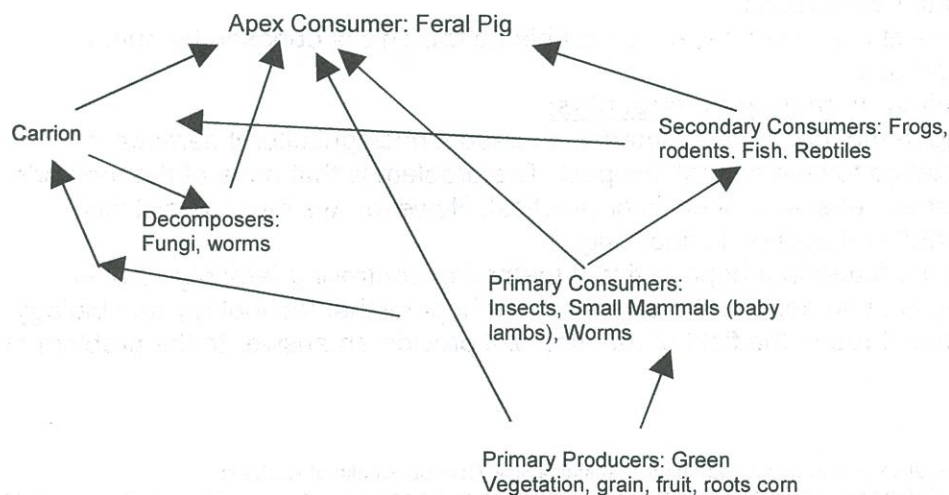 Apex Consumer: Feral Pig
Carrion
Secondary Consumers: Frogs,
rodents, Fish, Reptiles
Decomposers:
Fungi, worms
Primary Consumers:
Insects, Small Mammals (baby
lambs), Worms
Primary Producers: Green
Vegetation, grain, fruit, roots corn